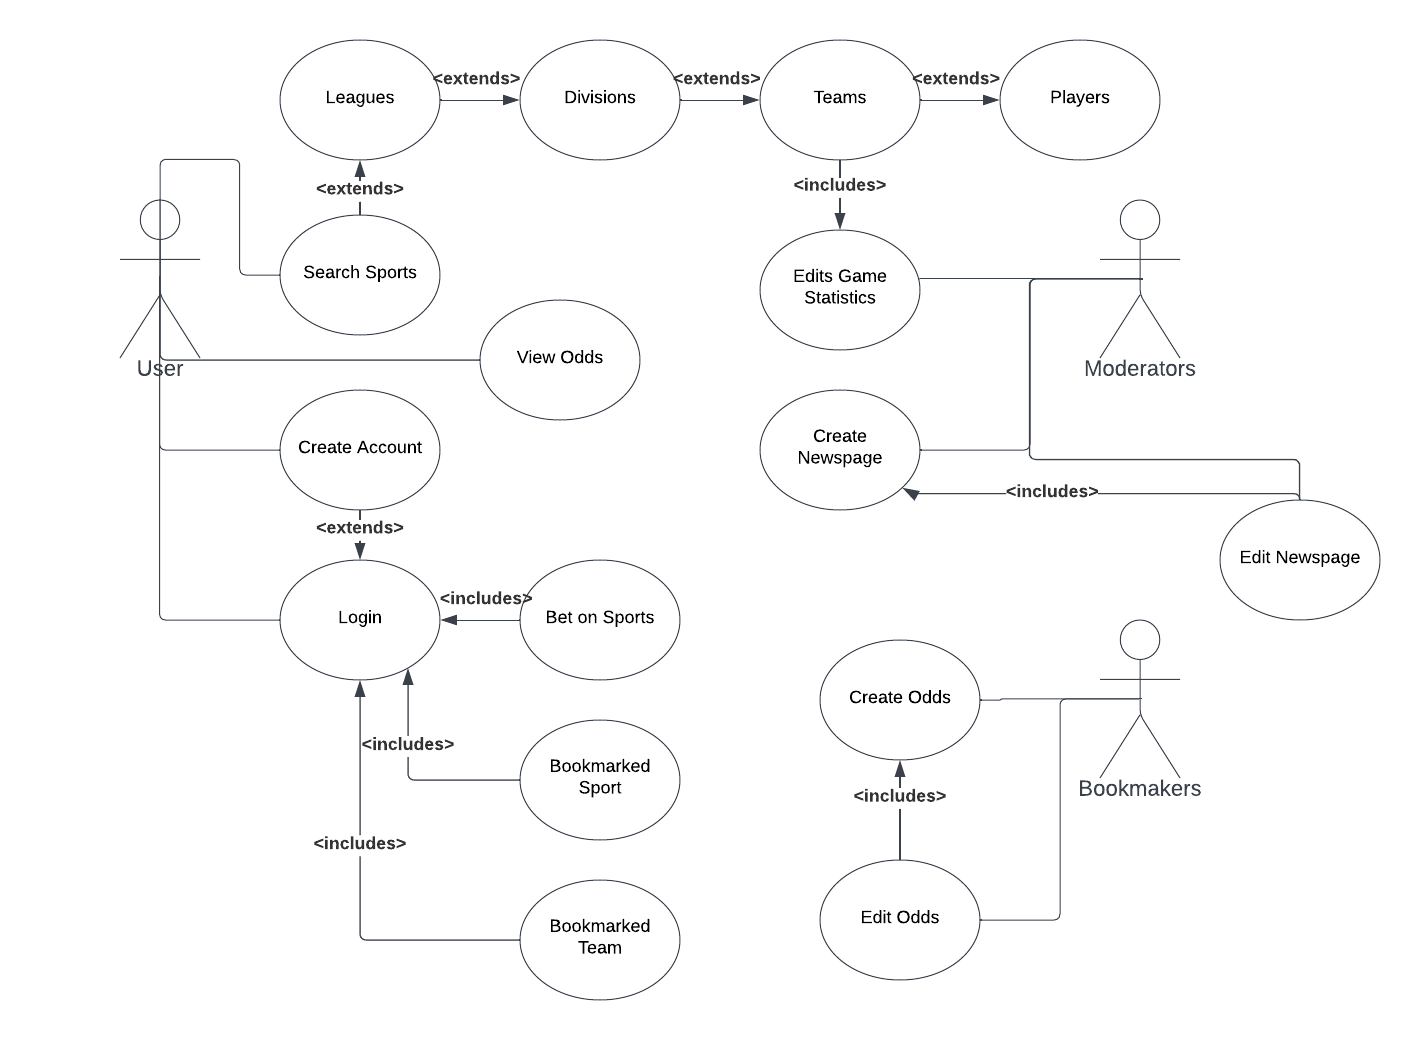 <extends>
<extends>
<extends>
Leagues
Divisions
Teams
Players
<extends>
<includes>
Search Sports
Edits Game
Statistics
View Odds
User
Moderators
Create Account
Create
Newspage
<includes>
<extends>
Edit Newspage
<includes>
Login
Bet on Sports
Create Odds
<includes>
Bookmarked
Sport
Bookmakers
<includes>
<includes>
Edit Odds
Bookmarked
Team